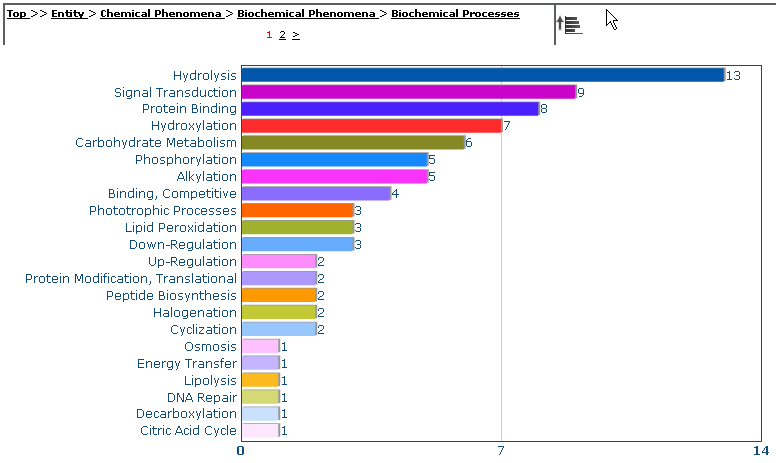 Top >> Entity > Chemical Phenomena > Biochemical Phenomena > Biochemical Processes
1 2 >
Hydrolysis 13
Signal Transduction 9
Protein Binding 8
Hydroxylation 7
Carbohydrate Metabolism 6
Phosphorylation 5
Alkylation 5
Binding, Competitive 4
Phototrophic Processes 3
Lipid Peroxidation 3
Down-Regulation 3
Up-Regulation 2
Protein Modification, Translational 2
Peptide Biosynthesis 2
Halogenation 2
Cyclization 2
Osmosis 1
Energy Transfer 1
Lipolysis 1
DNA Repair 1
Decarboxylation 1
Citric Acid Cycle 1
0 7 14